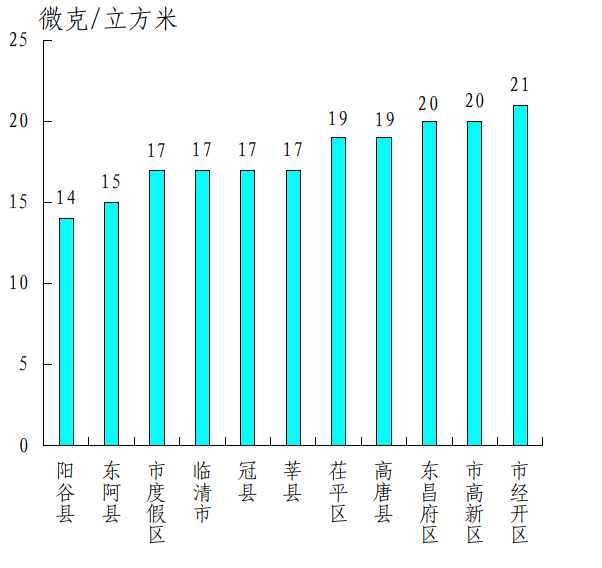 微克/立方米
25
20
15
10
5
0
14
15
17
17
17
17
19
19
20
20
21
阳谷县
东阿县
市度假区
临清市
冠县
莘县
茌平区
高唐县
东昌府区
市高新区
市经开区